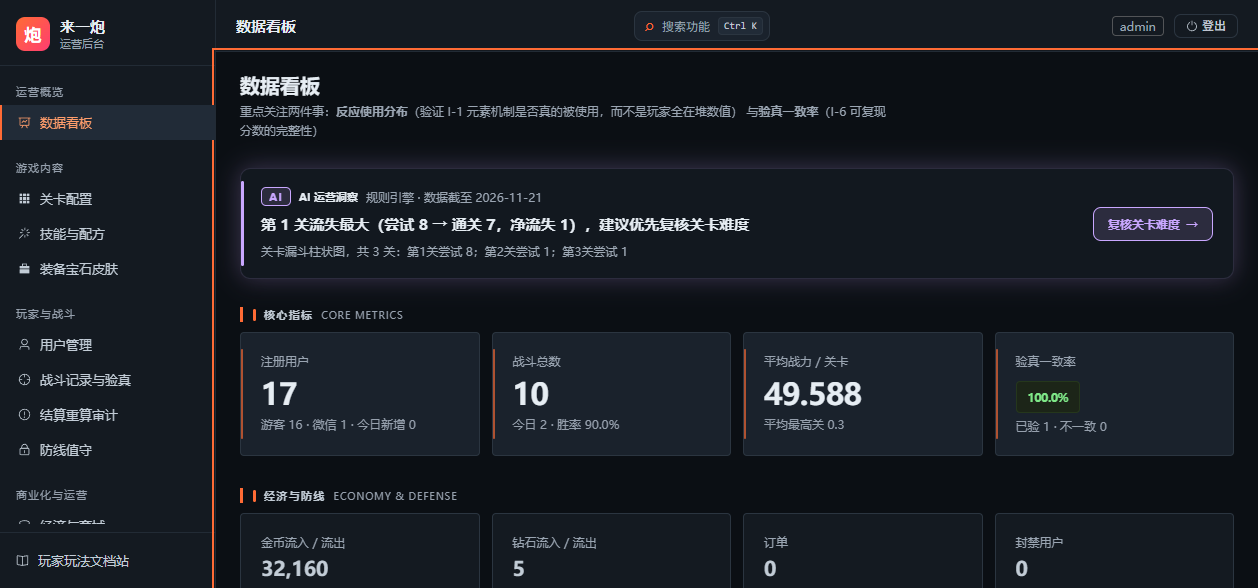 炮
来一炮
运营后台
数据看板
搜索功能 Ctrl K
admin
登出
运营概览
数据看板
游戏内容
关卡配置
技能与配方
装备宝石皮肤
玩家与战斗
用户管理
战斗记录与验真
结算重算审计
防线值守
商业化与运营
玩家玩法文档站
数据看板
重点关注两件事：反应使用分布（验证 I-1 元素机制是否真的被使用，而不是玩家全在堆数值） 与验真一致率（I-6 可复现
分数的完整性）
AI AI 运营洞察 规则引擎 · 数据截至 2026-11-21
第 1 关流失最大（尝试 8 → 通关 7，净流失 1），建议优先复核关卡难度
关卡漏斗柱状图，共 3 关：第1关尝试 8；第2关尝试 1；第3关尝试 1
复核关卡难度 →
核心指标 CORE METRICS
注册用户
17
游客 16 · 微信 1 · 今日新增 0
战斗总数
10
今日 2 · 胜率 90.0%
平均战力 / 关卡
49.588
平均最高关 0.3
验真一致率
100.0%
已验 1 · 不一致 0
经济与防线 ECONOMY & DEFENSE
金币流入 / 流出
32,160
钻石流入 / 流出
5
订单
0
封禁用户
0